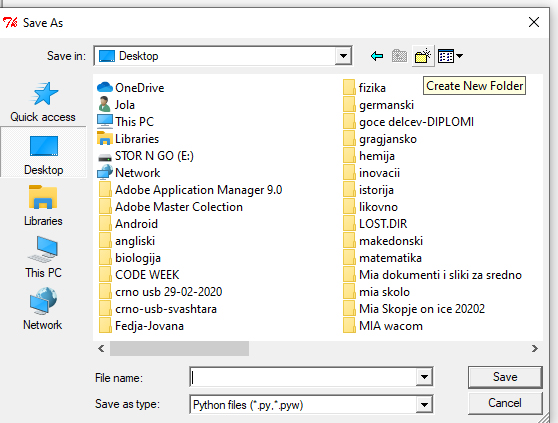 Save As
Save in:
Desktop
Create New Folder
Quick access
Desktop
Libraries
This PC
Network
OneDrive
Jola
This PC
Libraries
STOR N GO (E:)
Network
Adobe Application Manager 9.0
Adobe Master Colection
Android
angliski
biologija
CODE WEEK
crno usb 29-02-2020
crno-usb-svashtara
Fedja-Jovana
fizika
germanski
goce delcev-DIPLOMI
gragjansko
hemija
inovacii
istorija
likovno
LOST.DIR
makedonski
matematika
Mia dokumenti i sliki za sredno
mia skolo
Mia Skopje on ice 20202
MIA wacom
File name:
Save
Save as type:
Python files (*.py,*.pyw)
Cancel